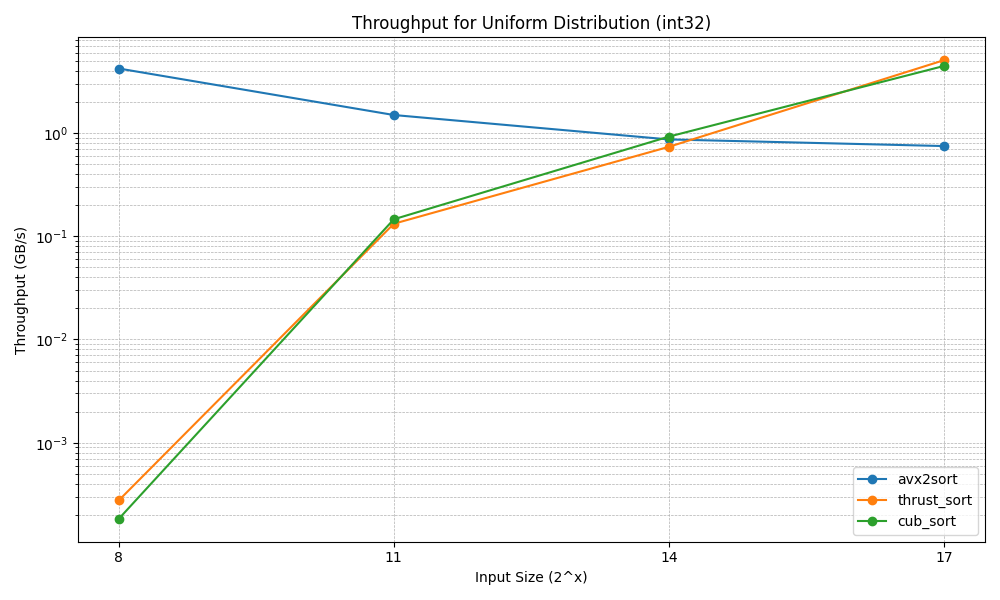 Throughput for Uniform Distribution (int32)
Throughput (GB/s)
10^0
10^-1
10^-2
10^-3
8 11 14 17
Input Size (2^x)
avx2sort
thrust_sort
cub_sort